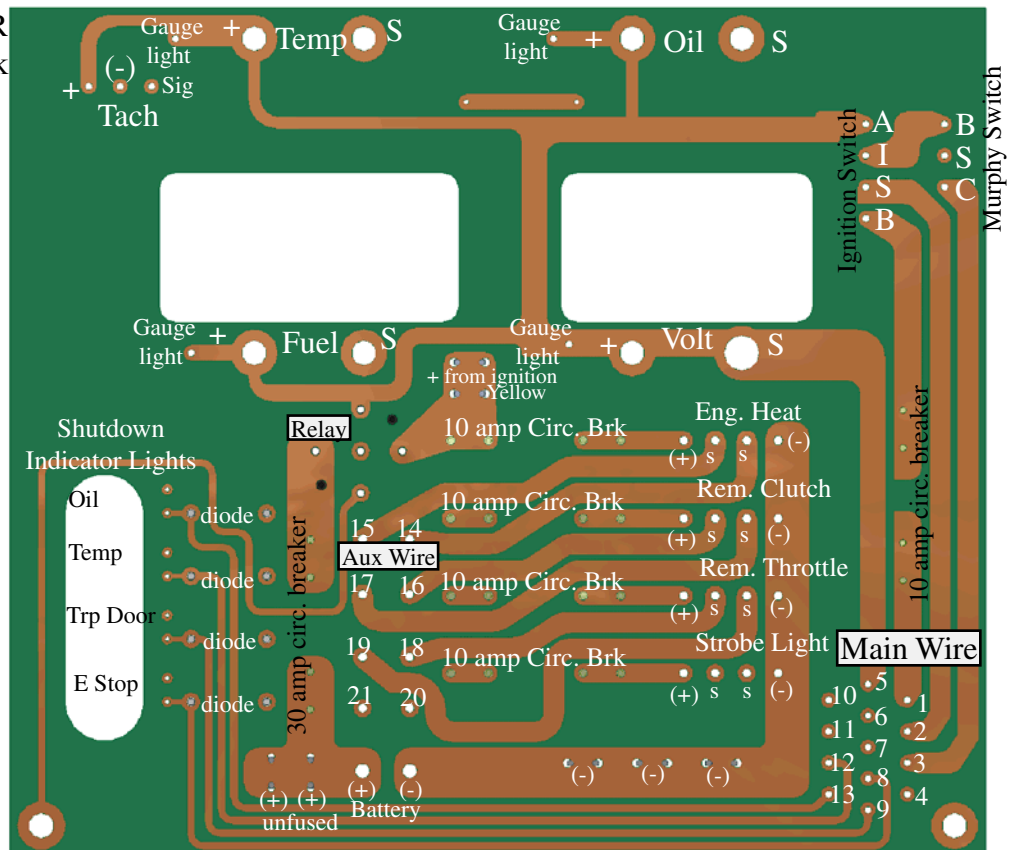 R
k
Gauge
light
+
Temp
S
Gauge
light
+
Oil
S
+
(-)
Sig
Tach
A
I
S
B
Ignition Switch
B
S
C
Murphy Switch
Gauge
light
+
Fuel
S
Gauge
light
+
Volt
S
+ from ignition
Yellow
Relay
10 amp Circ. Brk
Eng. Heat
(+) s s (-)
10 amp Circ. Brk
Rem. Clutch
(+) s s (-)
10 amp Circ. Brk
Rem. Throttle
(+) s s (-)
10 amp Circ. Brk
Strobe Light
(+) s s (-)
10 amp circ. breaker
Shutdown
Indicator Lights
Oil
diode
Temp
diode
Trp Door
diode
E Stop
diode
30 amp circ. breaker
15 14
Aux Wire
17 16
19 18
21 20
Main Wire
10 5 1
11 6 2
12 7 3
13 8 4
9
(+) (+)
unfused
(+) (-)
Battery
(-) (-) (-)